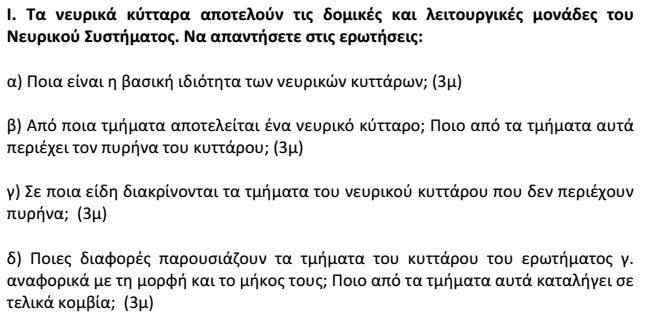 Ι. Τα νευρικά κύτταρα αποτελούν τις δομικές και λειτουργικές μονάδες του
Νευρικού Συστήματος. Να απαντήσετε στις ερωτήσεις:
α) Ποια είναι η βασική ιδιότητα των νευρικών κυττάρων; (3μ)
β) Από ποια τμήματα αποτελείται ένα νευρικό κύτταρο; Ποιο από τα τμήματα αυτά
περιέχει τον πυρήνα του κυττάρου; (3μ)
γ) Σε ποια είδη διακρίνονται τα τμήματα του νευρικού κυττάρου που δεν περιέχουν
πυρήνα; (3μ)
δ) Ποιες διαφορές παρουσιάζουν τα τμήματα του κυττάρου του ερωτήματος γ.
αναφορικά με τη μορφή και το μήκος τους; Ποιο από τα τμήματα αυτά καταλήγει σε
τελικά κομβία; (3μ)